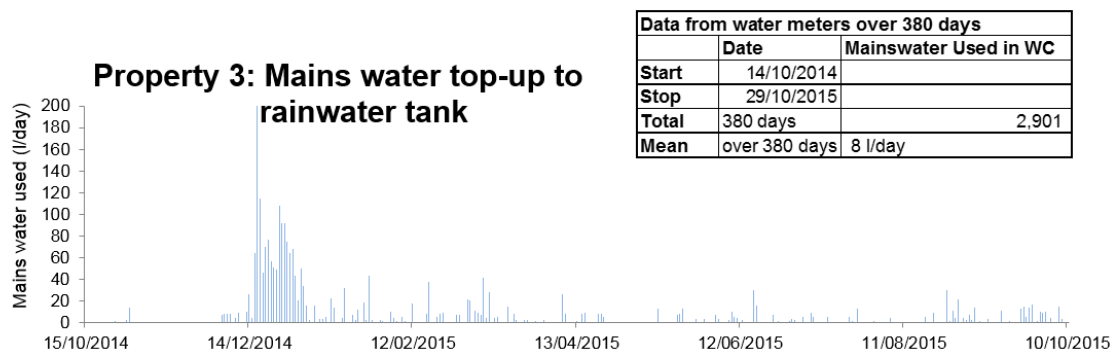 Data from water meters over 380 days
Date Mainswater Used in WC
Start 14/10/2014
Stop 29/10/2015
Total 380 days 2,901
Mean over 380 days 8 l/day
Property 3: Mains water top-up to
rainwater tank
Mains water used (l/day)
200
180
160
140
120
100
80
60
40
20
0
15/10/2014 14/12/2014 12/02/2015 13/04/2015 12/06/2015 11/08/2015 10/10/2015